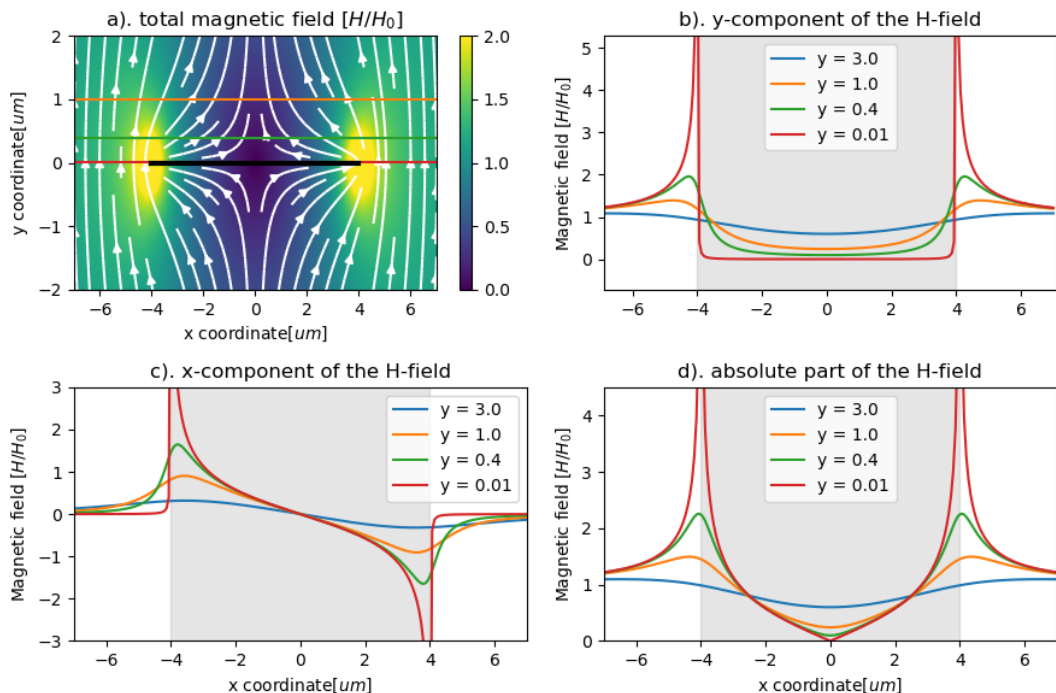 a). total magnetic field [H/H₀]
y coordinate[um]
2
1
0
−1
−2
−6 −4 −2 0 2 4 6
x coordinate[um]
2.0
1.5
1.0
0.5
0.0
b). y-component of the H-field
Magnetic field [H/H₀]
5
4
3
2
1
0
y = 3.0
y = 1.0
y = 0.4
y = 0.01
−6 −4 −2 0 2 4 6
c). x-component of the H-field
Magnetic field [H/H₀]
3
2
1
0
−1
−2
−3
y = 3.0
y = 1.0
y = 0.4
y = 0.01
−6 −4 −2 0 2 4 6
x coordinate[um]
d). absolute part of the H-field
Magnetic field [H/H₀]
4
3
2
1
0
y = 3.0
y = 1.0
y = 0.4
y = 0.01
−6 −4 −2 0 2 4 6
x coordinate[um]